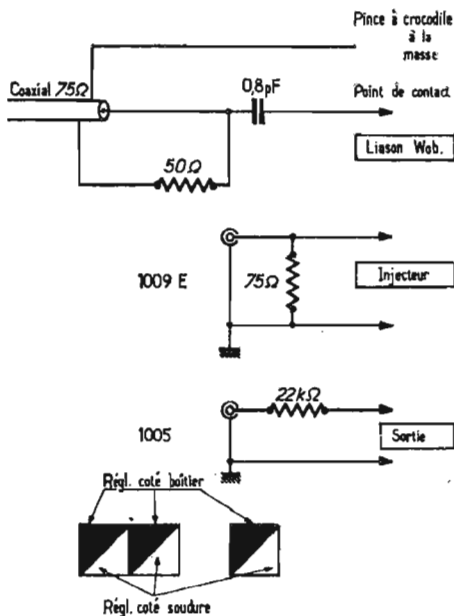 Pince à crocodile
à la
masse
Coaxial 75Ω
0,8pF
Point de contact
Liason Wob.
50Ω
1009 E
75Ω
Injecteur
22kΩ
1005
Sortie
Régl. coté boîtier
Régl. coté soudure